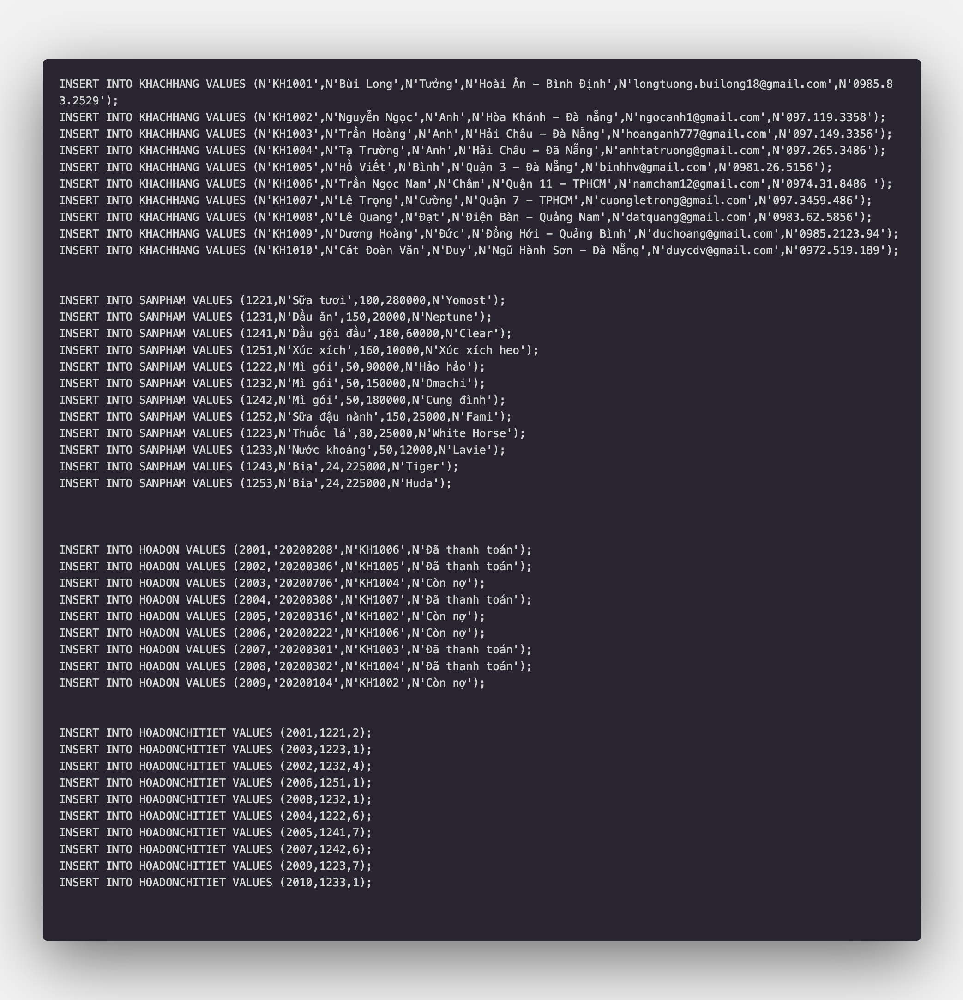 INSERT INTO KHACHHANG VALUES (N'KH1001',N'Bùi Long',N'Tưởng',N'Hoài Ân – Bình Định',N'longtuong.builong18@gmail.com',N'0985.8
3.2529');
INSERT INTO KHACHHANG VALUES (N'KH1002',N'Nguyễn Ngọc',N'Anh',N'Hòa Khánh – Đà nẵng',N'ngocanh1@gmail.com',N'097.119.3358');
INSERT INTO KHACHHANG VALUES (N'KH1003',N'Trần Hoàng',N'Anh',N'Hải Châu – Đà Nẵng',N'hoanganh777@gmail.com',N'097.149.3356');
INSERT INTO KHACHHANG VALUES (N'KH1004',N'Tạ Trường',N'Anh',N'Hải Châu – Đã Nẵng',N'anhtatruong@gmail.com',N'097.265.3486');
INSERT INTO KHACHHANG VALUES (N'KH1005',N'Hồ Viết',N'Bình',N'Quận 3 – Đà Nẵng',N'binhhv@gmail.com',N'0981.26.5156');
INSERT INTO KHACHHANG VALUES (N'KH1006',N'Trần Ngọc Nam',N'Châm',N'Quận 11 – TPHCM',N'namcham12@gmail.com',N'0974.31.8486 ');
INSERT INTO KHACHHANG VALUES (N'KH1007',N'Lê Trọng',N'Cường',N'Quận 7 – TPHCM',N'cuongletrong@gmail.com',N'097.3459.486');
INSERT INTO KHACHHANG VALUES (N'KH1008',N'Lê Quang',N'Đạt',N'Điện Bàn – Quảng Nam',N'datquang@gmail.com',N'0983.62.5856');
INSERT INTO KHACHHANG VALUES (N'KH1009',N'Dương Hoàng',N'Đức',N'Đồng Hới – Quảng Bình',N'duchoang@gmail.com',N'0985.2123.94');
INSERT INTO KHACHHANG VALUES (N'KH1010',N'Cát Đoàn Văn',N'Duy',N'Ngũ Hành Sơn – Đà Nẵng',N'duycdv@gmail.com',N'0972.519.189');
INSERT INTO SANPHAM VALUES (1221,N'Sữa tươi',100,280000,N'Yomost');
INSERT INTO SANPHAM VALUES (1231,N'Dầu ăn',150,20000,N'Neptune');
INSERT INTO SANPHAM VALUES (1241,N'Dầu gội đầu',180,60000,N'Clear');
INSERT INTO SANPHAM VALUES (1251,N'Xúc xích',160,10000,N'Xúc xích heo');
INSERT INTO SANPHAM VALUES (1222,N'Mì gói',50,90000,N'Hảo hảo');
INSERT INTO SANPHAM VALUES (1232,N'Mì gói',50,150000,N'Omachi');
INSERT INTO SANPHAM VALUES (1242,N'Mì gói',50,180000,N'Cung đình');
INSERT INTO SANPHAM VALUES (1252,N'Sữa đậu nành',150,25000,N'Fami');
INSERT INTO SANPHAM VALUES (1223,N'Thuốc lá',80,25000,N'White Horse');
INSERT INTO SANPHAM VALUES (1233,N'Nước khoáng',50,12000,N'Lavie');
INSERT INTO SANPHAM VALUES (1243,N'Bia',24,225000,N'Tiger');
INSERT INTO SANPHAM VALUES (1253,N'Bia',24,225000,N'Huda');
INSERT INTO HOADON VALUES (2001,'20200208',N'KH1006',N'Đã thanh toán');
INSERT INTO HOADON VALUES (2002,'20200306',N'KH1005',N'Đã thanh toán');
INSERT INTO HOADON VALUES (2003,'20200706',N'KH1004',N'Còn nợ');
INSERT INTO HOADON VALUES (2004,'20200308',N'KH1007',N'Đã thanh toán');
INSERT INTO HOADON VALUES (2005,'20200316',N'KH1002',N'Còn nợ');
INSERT INTO HOADON VALUES (2006,'20200222',N'KH1006',N'Còn nợ');
INSERT INTO HOADON VALUES (2007,'20200301',N'KH1003',N'Đã thanh toán');
INSERT INTO HOADON VALUES (2008,'20200302',N'KH1004',N'Đã thanh toán');
INSERT INTO HOADON VALUES (2009,'20200104',N'KH1002',N'Còn nợ');
INSERT INTO HOADONCHITIET VALUES (2001,1221,2);
INSERT INTO HOADONCHITIET VALUES (2003,1223,1);
INSERT INTO HOADONCHITIET VALUES (2002,1232,4);
INSERT INTO HOADONCHITIET VALUES (2006,1251,1);
INSERT INTO HOADONCHITIET VALUES (2008,1232,1);
INSERT INTO HOADONCHITIET VALUES (2004,1222,6);
INSERT INTO HOADONCHITIET VALUES (2005,1241,7);
INSERT INTO HOADONCHITIET VALUES (2007,1242,6);
INSERT INTO HOADONCHITIET VALUES (2009,1223,7);
INSERT INTO HOADONCHITIET VALUES (2010,1233,1);